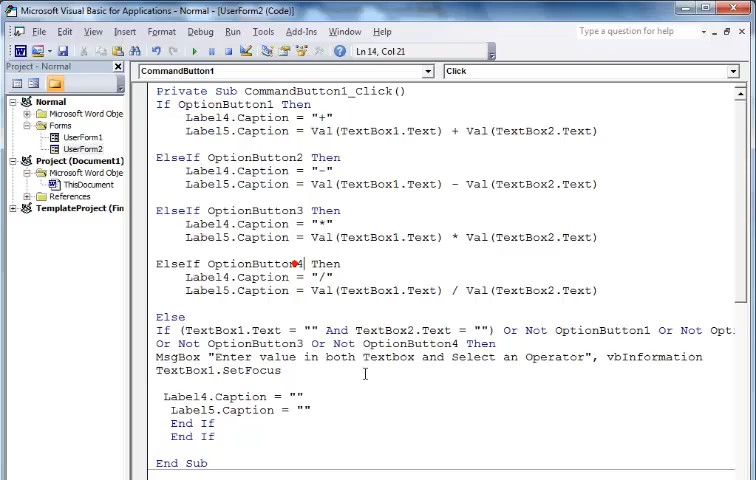 Microsoft Visual Basic for Applications - Normal - [UserForm2 (Code)]
File Edit View Insert Format Debug Run Tools Add-Ins Window Help
Type a question for help
Ln 14, Col 21
Project - Normal
CommandButton1
Click
Normal
Microsoft Word Obje
Forms
UserForm1
UserForm2
Project (Document1)
Microsoft Word Obje
ThisDocument
References
TemplateProject (Fin
Private Sub CommandButton1_Click()
If OptionButton1 Then
Label4.Caption = "+"
Label5.Caption = Val(TextBox1.Text) + Val(TextBox2.Text)
ElseIf OptionButton2 Then
Label4.Caption = "-"
Label5.Caption = Val(TextBox1.Text) - Val(TextBox2.Text)
ElseIf OptionButton3 Then
Label4.Caption = "*"
Label5.Caption = Val(TextBox1.Text) * Val(TextBox2.Text)
ElseIf OptionButton4 Then
Label4.Caption = "/"
Label5.Caption = Val(TextBox1.Text) / Val(TextBox2.Text)
Else
If (TextBox1.Text = "" And TextBox2.Text = "") Or Not OptionButton1 Or Not Opti
Or Not OptionButton3 Or Not OptionButton4 Then
MsgBox "Enter value in both Textbox and Select an Operator", vbInformation
TextBox1.SetFocus
Label4.Caption = ""
Label5.Caption = ""
End If
End If
End Sub